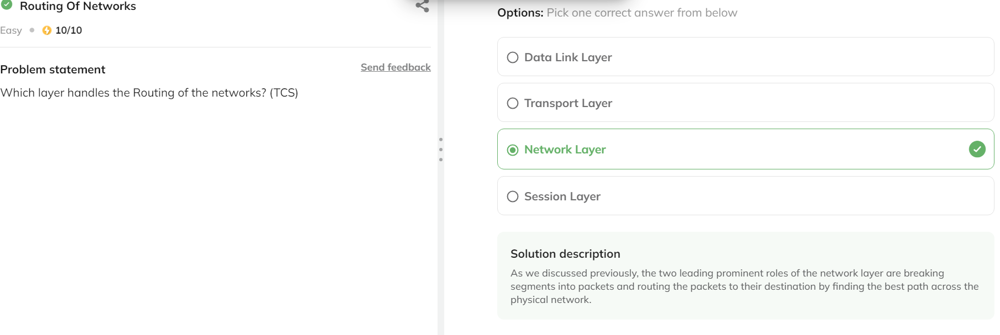 Routing Of Networks
Easy 10/10
Problem statement
Send feedback
Which layer handles the Routing of the networks? (TCS)
Options: Pick one correct answer from below
Data Link Layer
Transport Layer
Network Layer
Session Layer
Solution description
As we discussed previously, the two leading prominent roles of the network layer are breaking
segments into packets and routing the packets to their destination by finding the best path across the
physical network.